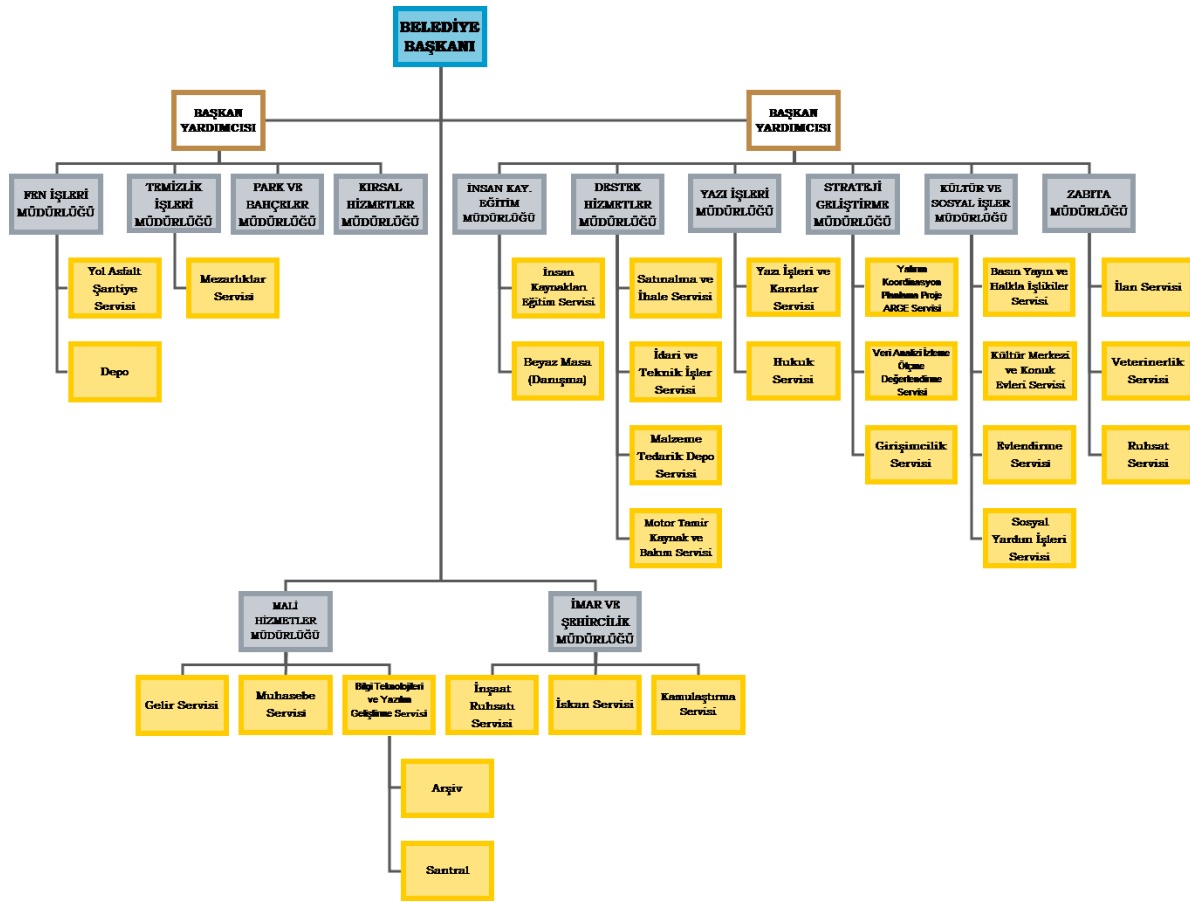 BELEDİYE
BAŞKANI
BAŞKAN
YARDIMCISI
BAŞKAN
YARDIMCISI
FEN İŞLERİ
MÜDÜRLÜĞÜ
TEMİZLİK
İŞLERİ
MÜDÜRLÜĞÜ
PARK VE
BAHÇELER
MÜDÜRLÜĞÜ
KIRSAL
HİZMETLER
MÜDÜRLÜĞÜ
İNSAN KAY.
EĞİTİM
MÜDÜRLÜĞÜ
DESTEK
HİZMETLER
MÜDÜRLÜĞÜ
YAZI İŞLERİ
MÜDÜRLÜĞÜ
STRATEJİ
GELİŞTİRME
MÜDÜRLÜĞÜ
KÜLTÜR VE
SOSYAL İŞLER
MÜDÜRLÜĞÜ
ZABITA
MÜDÜRLÜĞÜ
Yol Asfalt
Şantiye
Servisi
Mezarlıklar
Servisi
İnsan
Kaynakları
Eğitim Servisi
Satınalma ve
İhale Servisi
Yazı İşleri ve
Kararlar
Servisi
Yatırım
Koordinasyon
Planlama Proje
ARGE Servisi
Basın Yayın ve
Halkla İşlikiler
Servisi
İlan Servisi
Depo
Beyaz Masa
(Danışma)
İdari ve
Teknik İşler
Servisi
Hukuk
Servisi
Veri Analizi İzleme
Ölçme
Değerlendirme
Servisi
Kültür Merkezi
ve Konuk
Evleri Servisi
Veterinerlik
Servisi
Malzeme
Tedarik Depo
Servisi
Girişimcilik
Servisi
Evlendirme
Servisi
Ruhsat
Servisi
Motor Tamir
Kaynak ve
Bakım Servisi
Sosyal
Yardım İşleri
Servisi
MALİ
HİZMETLER
MÜDÜRLÜĞÜ
İMAR VE
ŞEHİRCİLİK
MÜDÜRLÜĞÜ
Gelir Servisi
Muhasebe
Servisi
Bilgi Teknolojileri
ve Yazılım
Geliştirme Servisi
İnşaat
Ruhsatı
Servisi
İskan Servisi
Kamulaştırma
Servisi
Arşiv
Santral